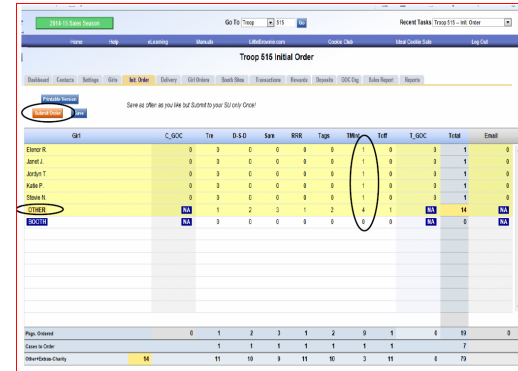 2014-15 Sales Season Go To Troop 515 Go Recent Tasks Troop 515 – Init. Order
Home Help eLearning Manuals LittleBrownie.com Cookie Club Ideal Cookie Sale Log Out
Troop 515 Initial Order
Dashboard Contacts Settings Girls Init. Order Delivery Girl Orders Booth Sites Transactions Rewards Deposits GOC Org Sales Report Reports
Printable Version
Submit Order Save Save as often as you like but Submit to your SU only Once!
Girl C_GOC Tre D-S-D Sam RRR Tags TMint Toff T_GOC Total Email
Elenor R. 0 0 0 0 0 0 1 0 0 1 0
Janet J. 0 0 0 0 0 0 1 0 0 1 0
Jordyn T. 0 0 0 0 0 0 1 0 0 1 0
Katie P. 0 0 0 0 0 0 1 0 0 1 0
Stevie N. 0 0 0 0 0 0 1 0 0 1 0
OTHER NA 1 2 3 1 2 4 1 NA 14 NA
BOOTH NA 0 0 0 0 0 0 0 NA 0 NA
Pkgs. Ordered 0 1 2 3 1 2 9 1 0 19 0
Cases to Order 1 1 1 1 1 1 1 7
Other+Extras-Charity 14 11 10 9 11 10 3 11 0 79